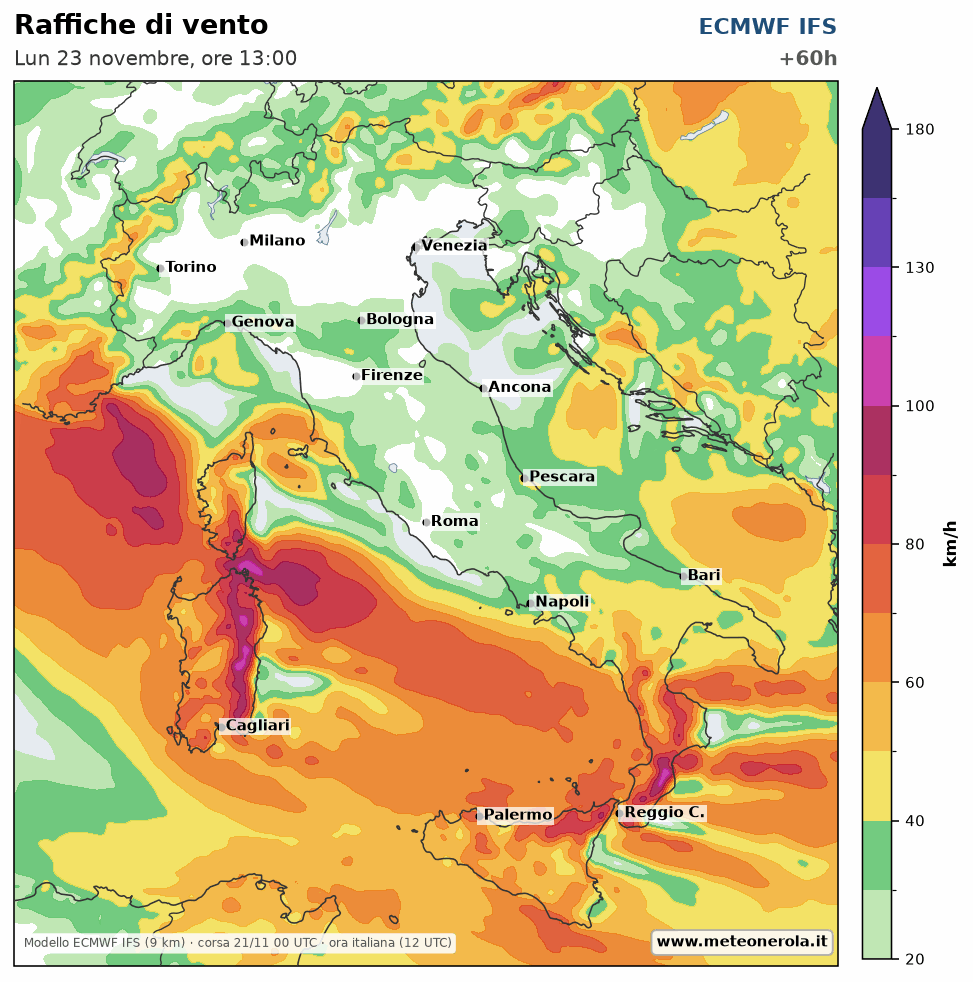 Raffiche di vento
ECMWF IFS
Lun 23 novembre, ore 13:00
+60h
Milano
Venezia
Torino
Genova
Bologna
Firenze
Ancona
Pescara
Roma
Bari
Napoli
Cagliari
Palermo
Reggio C.
Modello ECMWF IFS (9 km) · corsa 21/11 00 UTC · ora italiana (12 UTC)
www.meteonerola.it
180
130
100
80
60
40
20
km/h